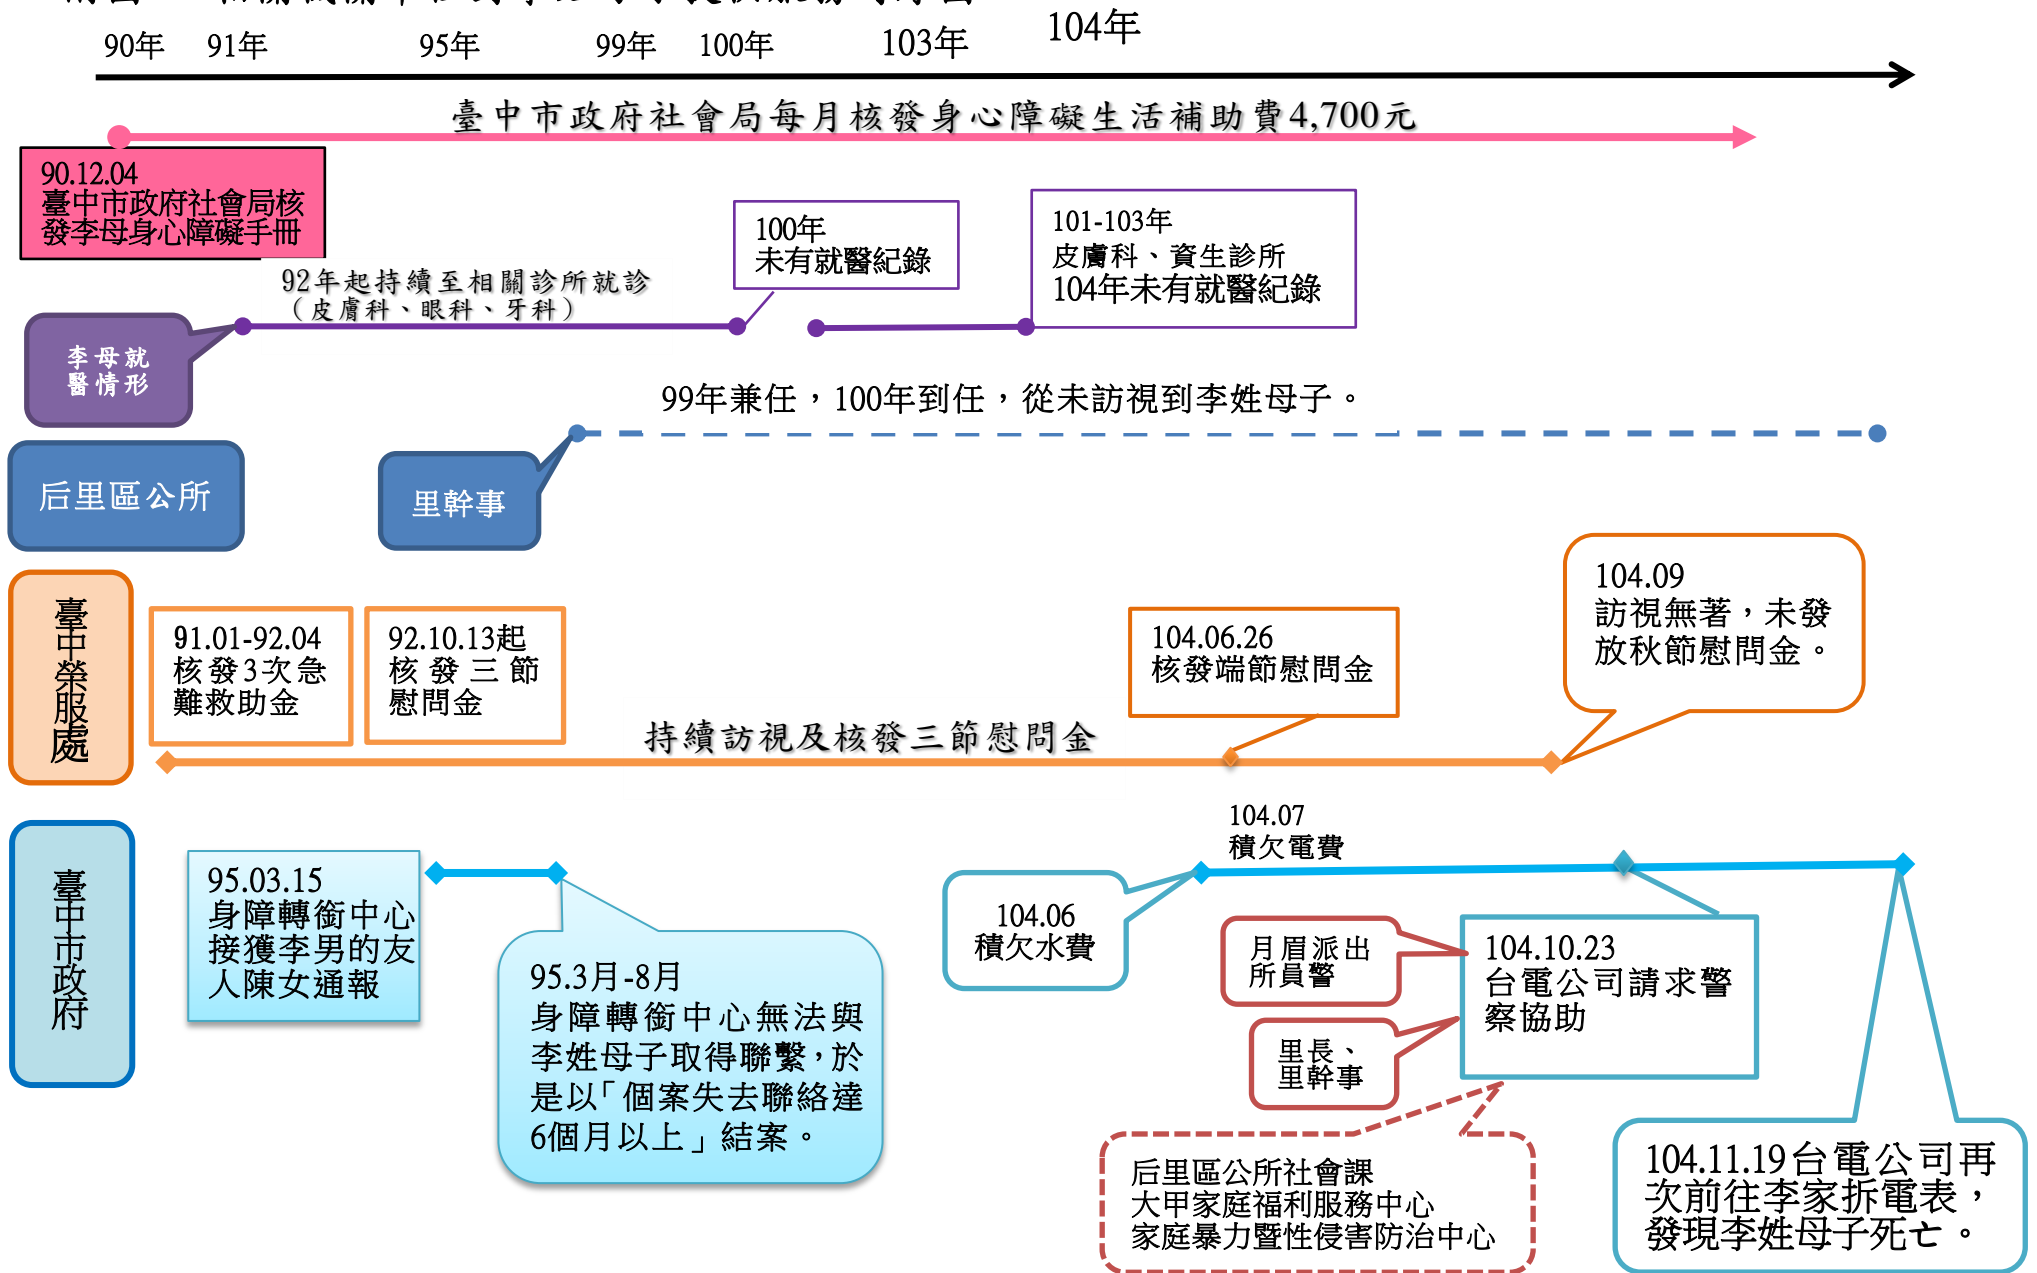 90年
91年
95年
99年
100年
103年
104年
臺中市政府社會局每月核發身心障礙生活補助費4,700元
90.12.04
臺中市政府社會局核
發李母身心障礙手冊
92年起持續至相關診所就診
（皮膚科、眼科、牙科）
100年
未有就醫紀錄
101-103年
皮膚科、資生診所
104年未有就醫紀錄
李母就
醫情形
99年兼任，100年到任，從未訪視到李姓母子。
后里區公所
里幹事
臺中榮服處
91.01-92.04
核發3次急
難救助金
92.10.13起
核發三節
慰問金
持續訪視及核發三節慰問金
104.06.26
核發端節慰問金
104.09
訪視無著，未發
放秋節慰問金。
臺中市政府
95.03.15
身障轉銜中心
接獲李男的友
人陳女通報
95.3月-8月
身障轉銜中心無法與
李姓母子取得聯繫，於
是以「個案失去聯絡達
6個月以上」結案。
104.06
積欠水費
104.07
積欠電費
月眉派出
所員警
里長、
里幹事
104.10.23
台電公司請求警
察協助
后里區公所社會課
大甲家庭福利服務中心
家庭暴力暨性侵害防治中心
104.11.19台電公司再
次前往李家拆電表，
發現李姓母子死亡。